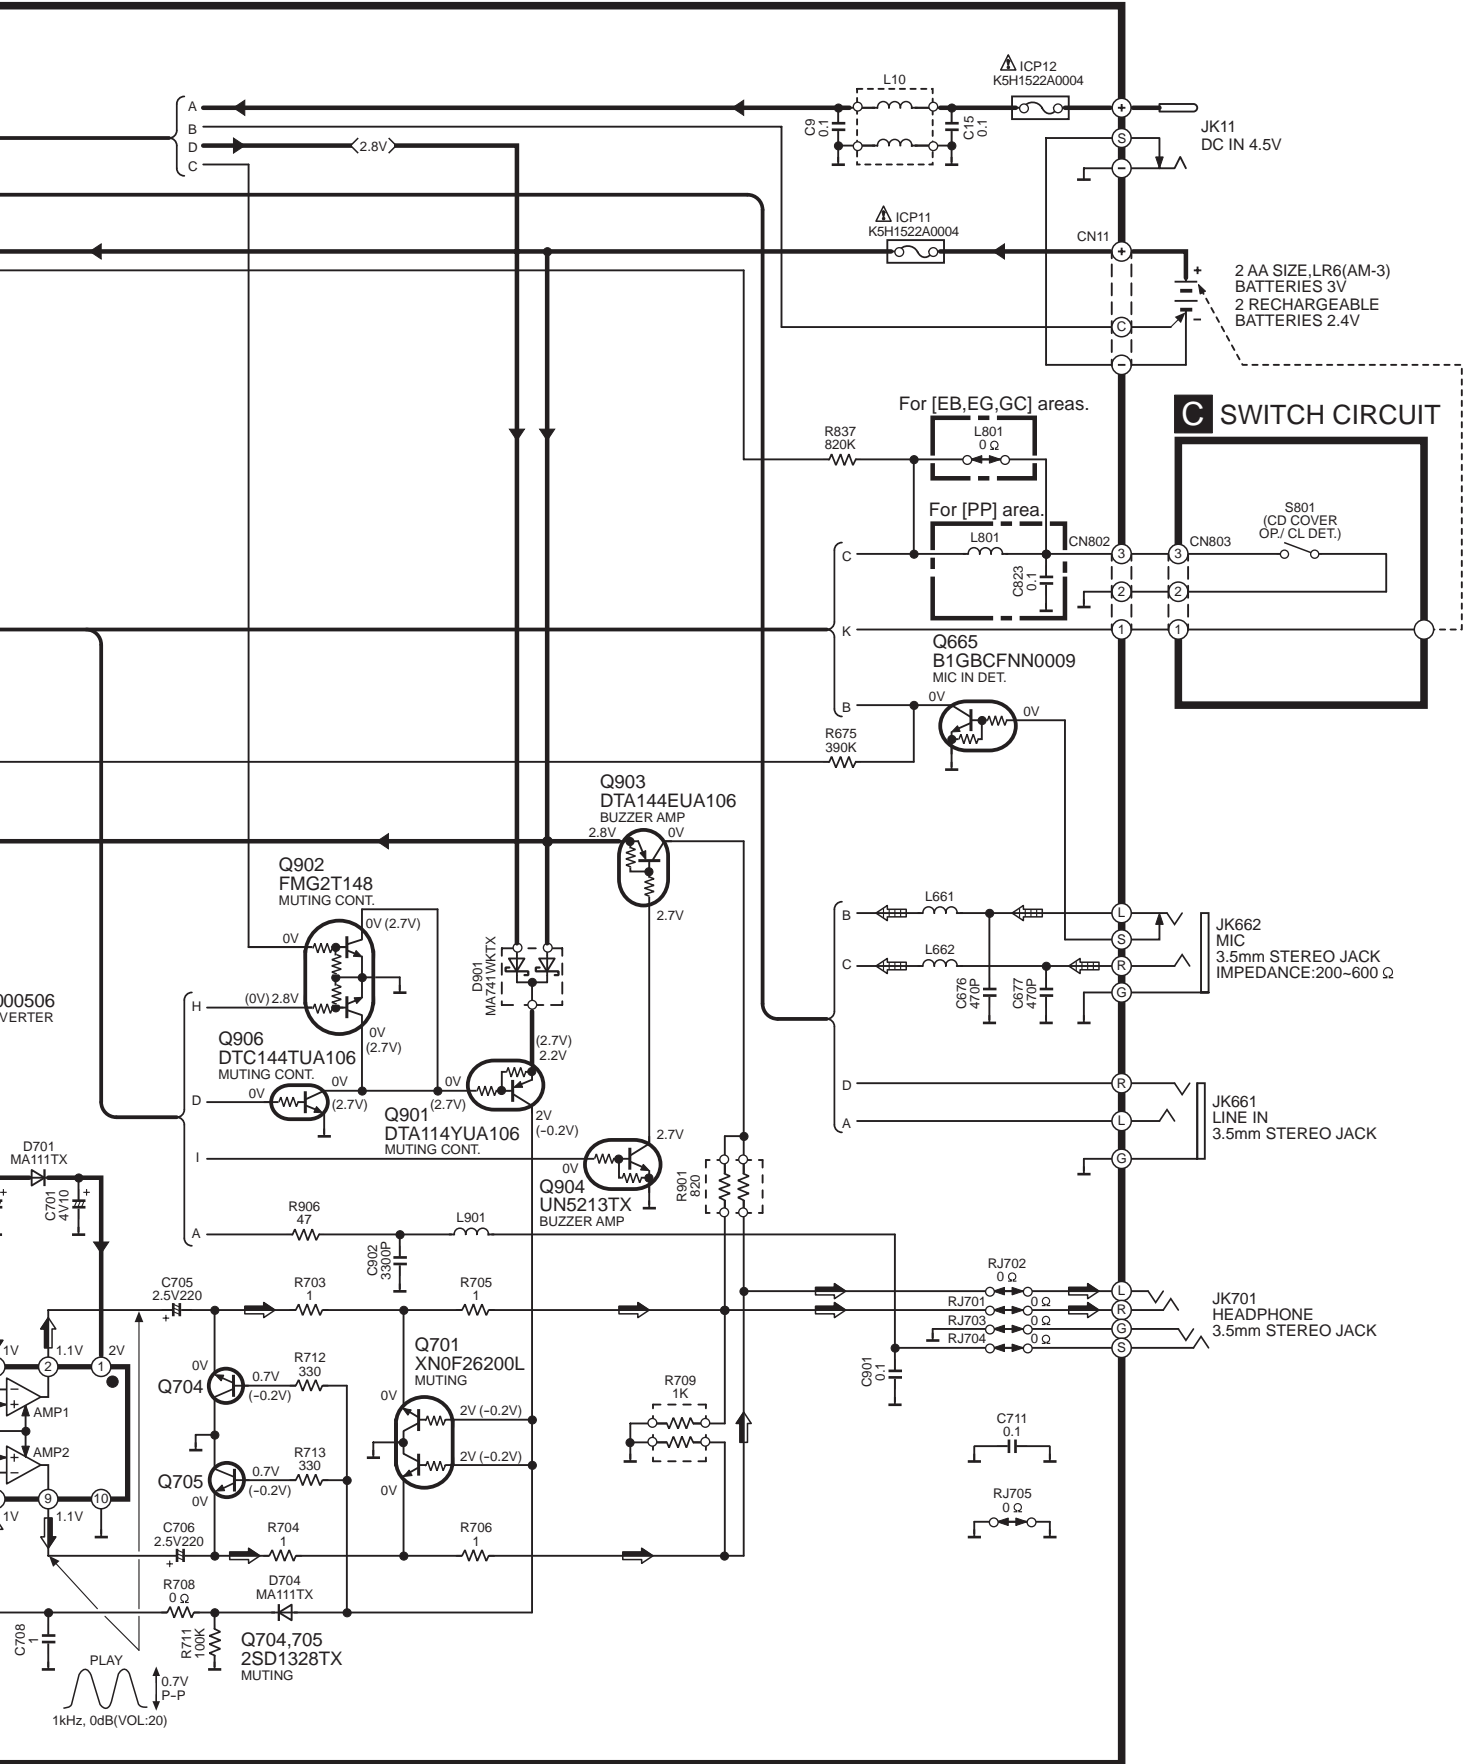 L10
ICP12
K5H1522A0004
A
B
D
C
2.8V
C9
0.1
C15
0.1
+
S
−
JK11
DC IN 4.5V
ICP11
K5H1522A0004
CN11
+
C
−
+
−
2 AA SIZE,LR6(AM-3)
BATTERIES 3V
2 RECHARGEABLE
BATTERIES 2.4V
For [EB,EG,GC] areas.
L801
0 Ω
R837
820K
C SWITCH CIRCUIT
For [PP] area.
L801
C823
0.1
CN802
3
2
1
3
2
1
CN803
S801
(CD COVER
OP./ CL DET.)
C
K
B
Q665
B1GBCFNN0009
MIC IN DET.
0V
0V
R675
390K
Q903
DTA144EUA106
BUZZER AMP
2.8V
0V
2.7V
Q902
FMG2T148
MUTING CONT.
0V (2.7V)
0V
(0V) 2.8V
0V
(2.7V)
D901
MA741WKTX
000506
VERTER
H
D
I
A
Q906
DTC144TUA106
MUTING CONT.
0V
0V
(2.7V)
(2.7V)
2.2V
0V
(2.7V)
Q901
DTA114YUA106
MUTING CONT.
2V
(−0.2V)
2.7V
0V
Q904
UN5213TX
BUZZER AMP
R901
820
B
C
D
A
L661
L662
C676
470P
C677
470P
L
S
R
G
JK662
MIC
3.5mm STEREO JACK
IMPEDANCE:200~600 Ω
R
L
G
JK661
LINE IN
3.5mm STEREO JACK
D701
MA111TX
C701
4V10
+
+
R906
47
L901
C902
3300P
C705
2.5V220
+
R703
1
R705
1
RJ702
0 Ω
RJ701
0 Ω
RJ703
0 Ω
RJ704
0 Ω
L
R
G
S
JK701
HEADPHONE
3.5mm STEREO JACK
1V
1.1V
2V
2
1
AMP1
AMP2
9
10
1V
1.1V
Q704
0V
0.7V
(−0.2V)
R712
330
Q701
XN0F26200L
MUTING
0V
2V (−0.2V)
2V (−0.2V)
0V
Q705
0V
0.7V
(−0.2V)
R713
330
R709
1K
C901
0.1
C711
0.1
RJ705
0 Ω
C706
2.5V220
+
R704
1
R706
1
R708
0 Ω
D704
MA111TX
C708
1
R711
100K
Q704,705
2SD1328TX
MUTING
PLAY
0.7V
P-P
1kHz, 0dB(VOL:20)